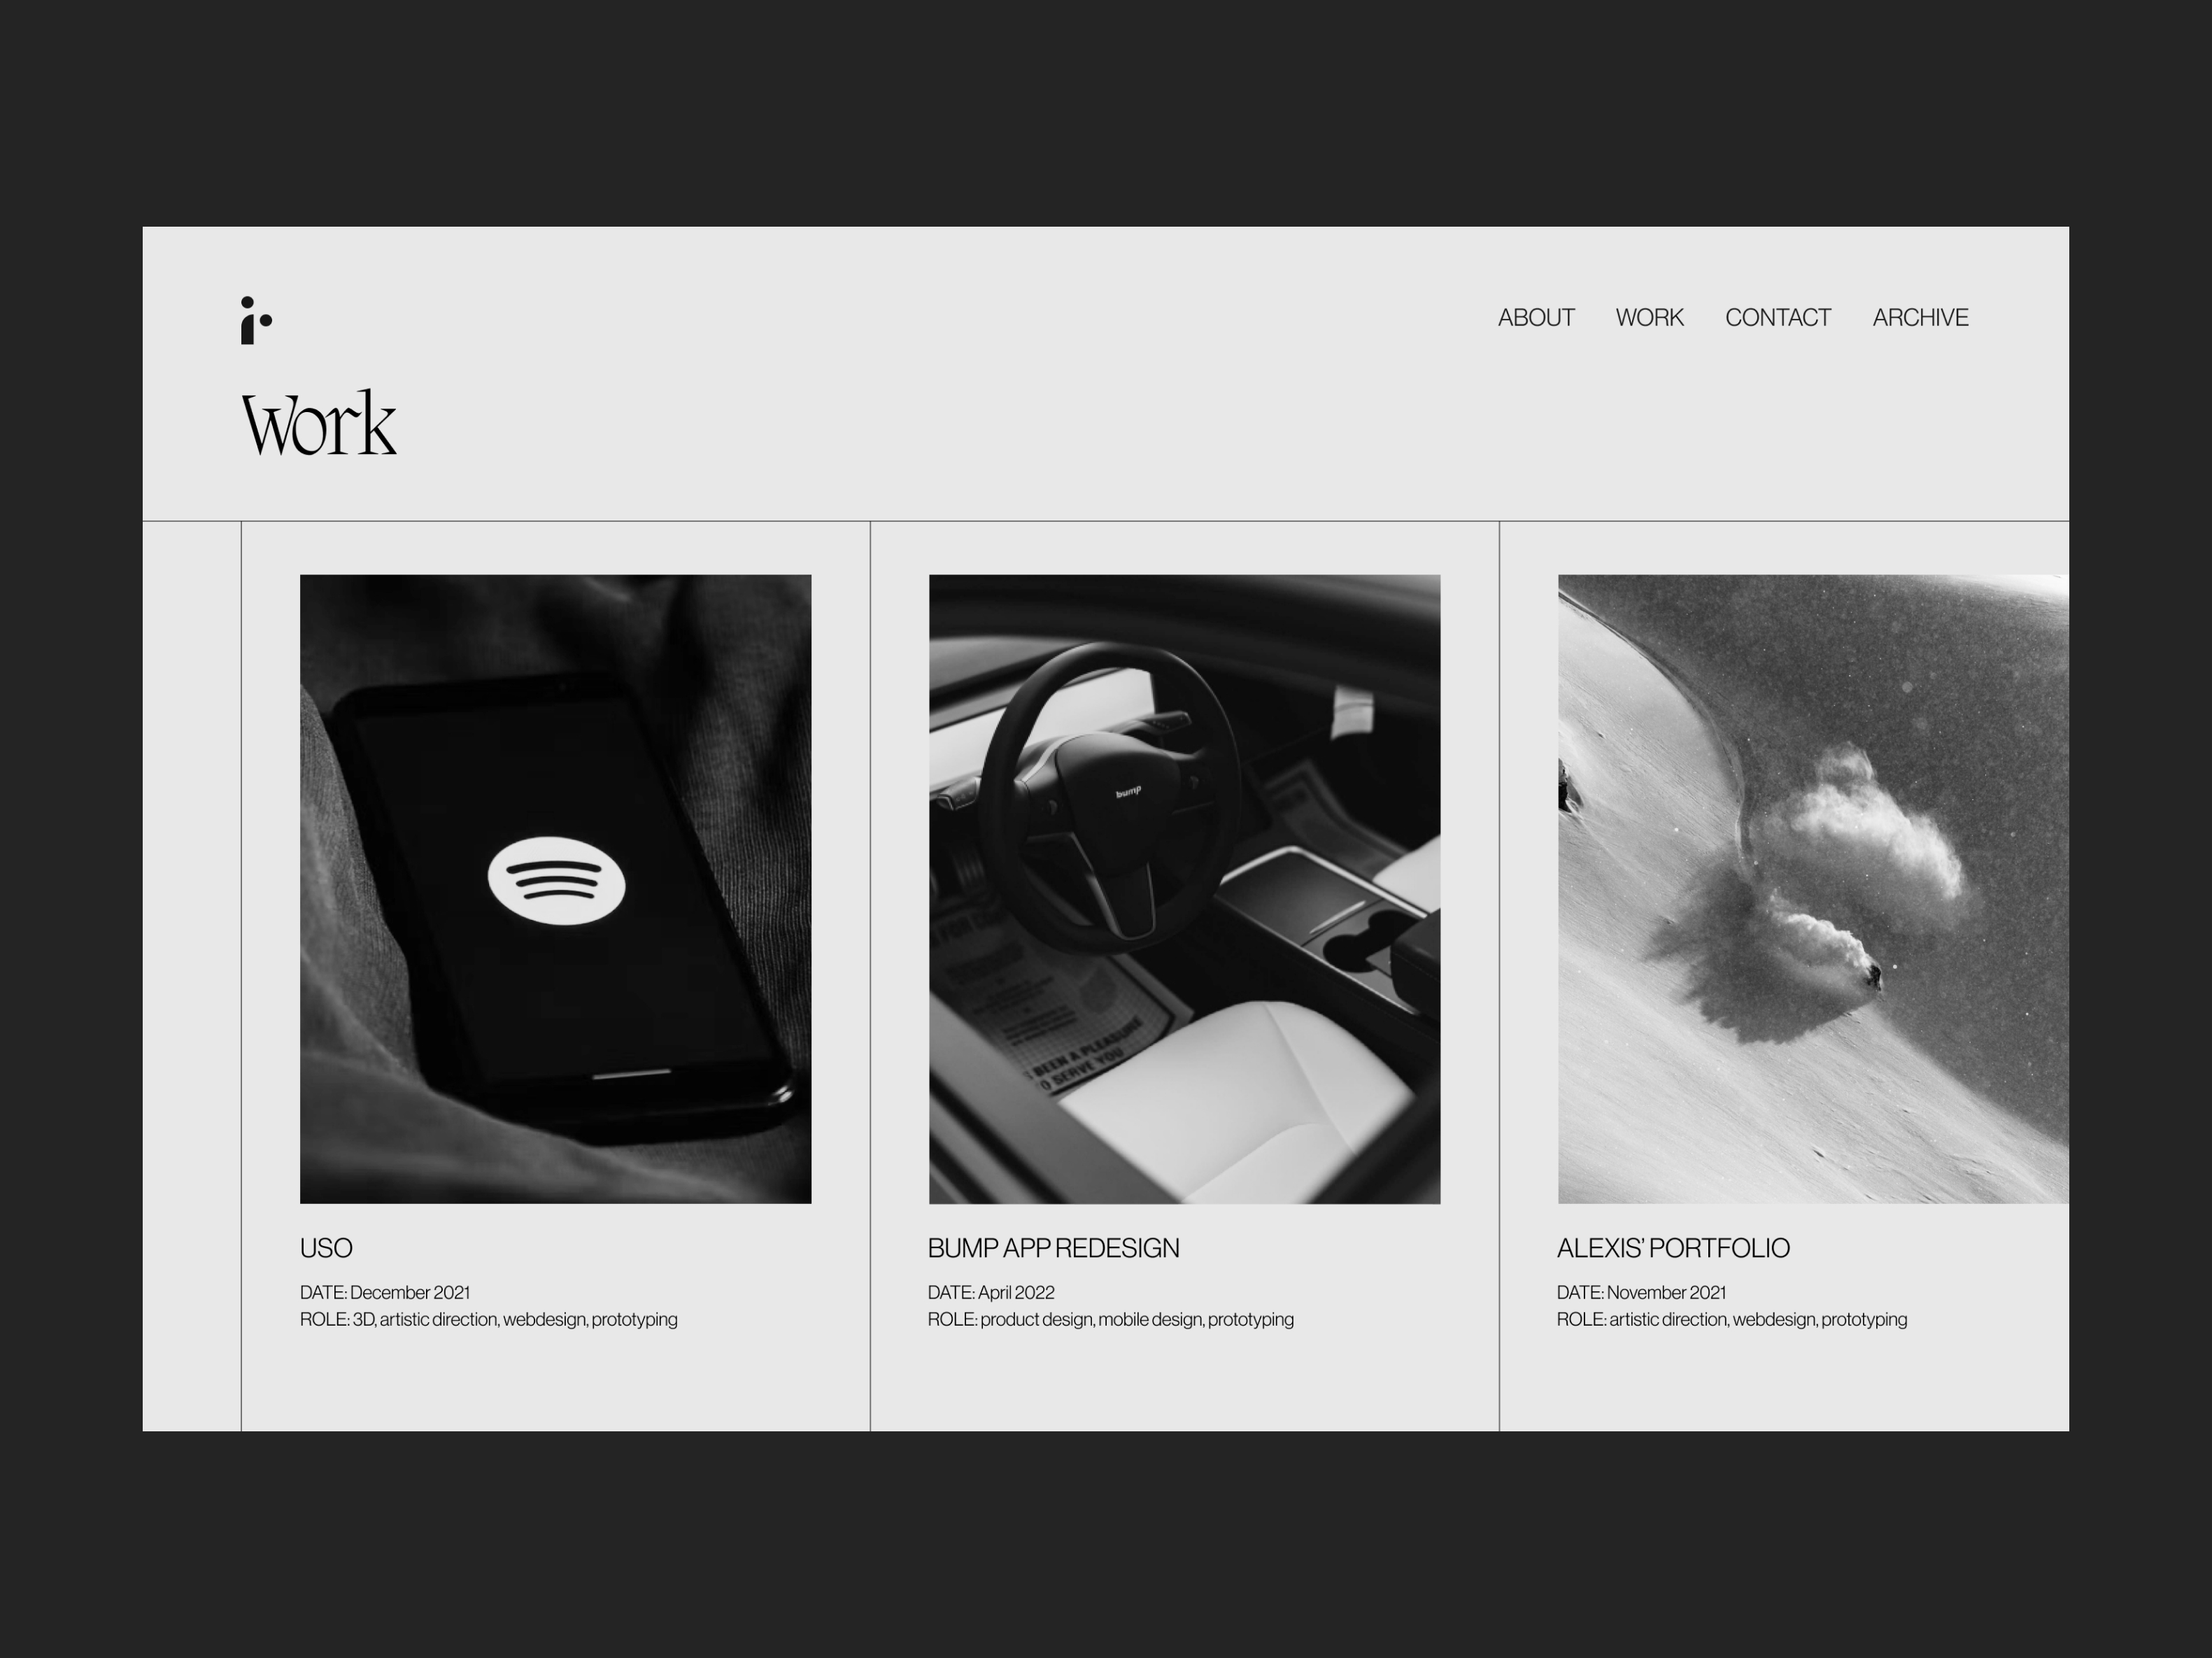 ir
ABOUT WORK CONTACT ARCHIVE
Work
bump
BEEN A PLEASURE
SERVE YOU
USO
DATE: December 2021
ROLE: 3D, artistic direction, webdesign, prototyping
BUMP APP REDESIGN
DATE: April 2022
ROLE: product design, mobile design, prototyping
ALEXIS’ PORTFOLIO
DATE: November 2021
ROLE: artistic direction, webdesign, prototyping